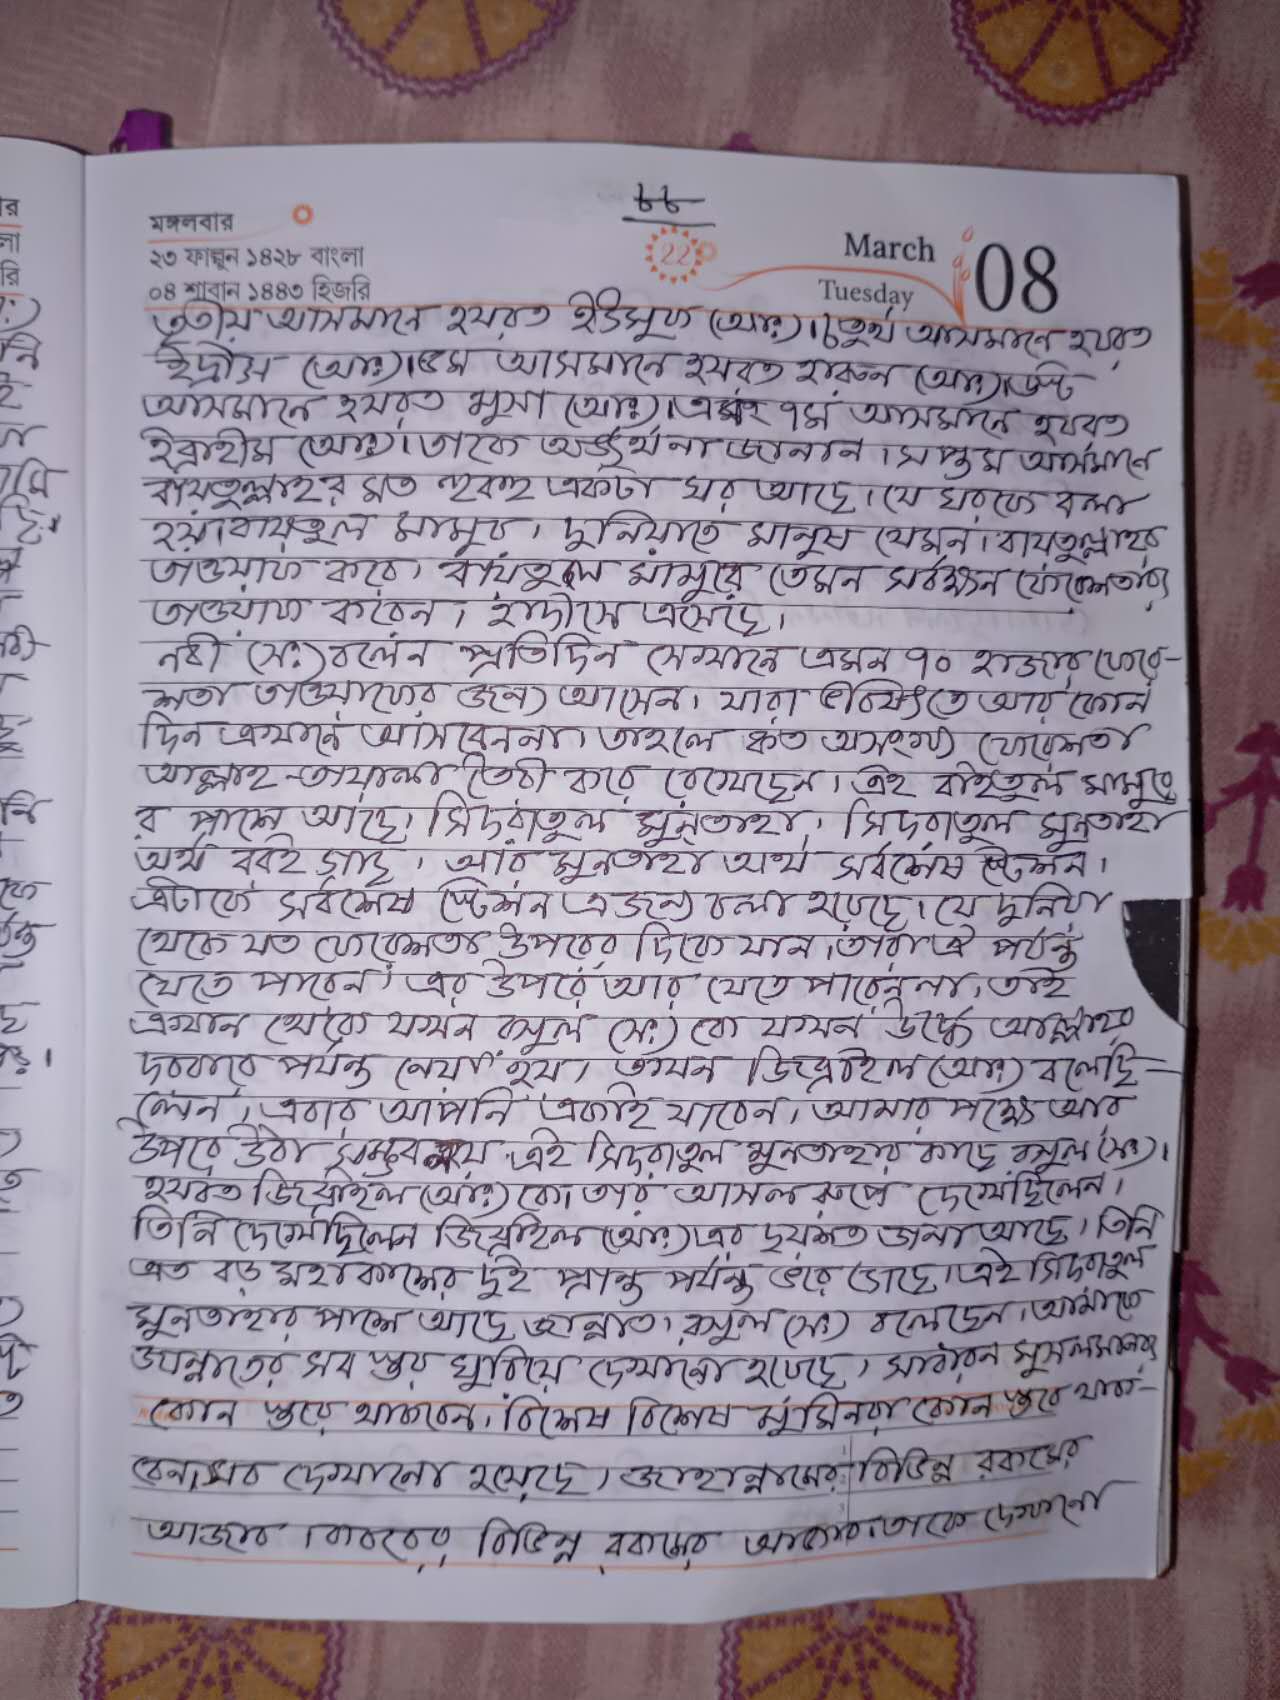 ৮৮
মঙ্গলবার
২৩ ফাল্গুন ১৪২৮ বাংলা
০৪ শাবান ১৪৪৩ হিজরি
22
March
Tuesday
08
তৃতীয় আসমানে হযরত ইউসুফ (আঃ)। চতুর্থ আসমানে হযরত
ইদ্রীস (আঃ)। ৫ম আসমানে হযরত হারুন (আঃ)। ৬ষ্ট
আসমানে হযরত মুসা (আঃ)। এবং ৭ম আসমানে হযরত
ইব্রাহীম (আঃ)। তাকে অভ্যর্থনা জানান। সপ্তম আসমানে
বায়তুল্লাহর মত হুবহু একটা ঘর আছে। যে ঘরকে বলা
হয়। বায়তুল মামুর। দুনিয়াতে মানুষ যেমন। বায়তুল্লাহর
তাওয়াফ করে। বায়তুল মামুরে তেমন সর্বক্ষন ফেরেশতারা
তাওয়াফ করেন। হাদীসে এসেছে।
নবী (সঃ) বলেন প্রতিদিন সেখানে এমন ৭০ হাজার ফেরে-
শতা তাওয়াফের জন্য আসেন। যারা ভবিষ্যতে আর কোন
দিন এখানে আসবেননা। তাহলে কত অসংখ্য ফেরেশতা
আল্লাহ তায়ালা তৈরী করে রেখেছেন। এই বাইতুল মামুরে
র পাশে আছে। সিদরাতুল মুনতাহা। সিদরাতুল মুনতাহা
অর্থ বরই গাছ। আর মুনতাহা অর্থ সর্বশেষ স্টেশন।
এটাকে সর্বশেষ স্টেশন এজন্য বলা হয়েছে। যে দুনিয়া
থেকে যত ফেরেশতা উপরের দিকে যান। তারা ঐ পর্যন্ত
যেতে পারেন। এর উপরে আর যেতে পারেননা। তাই
এখান থেকে যখন রসুল (সঃ) কে যখন উর্দ্ধে আল্লাহর
দরবারে পর্যন্ত নেয়া হয়। তখন জিব্রাইল (আঃ) বলেছি-
লেন। এবার আপনি একাই যাবেন। আমার পক্ষে আর
উপরে উঠা সম্ভব নয়। এই সিদরাতুল মুনতাহার কাছে রসুল (সঃ)।
হযরত জিব্রাইল (আঃ) কে। তার আসল রুপে দেখেছিলেন।
তিনি দেখেছিলেন জিব্রাইল (আঃ) এর ছয়শত ডানা আছে। তিনি
এত বড় মহাকাশের দুই প্রান্ত পর্যন্ত ভরে গেছে। এই সিদরাতুল
মুনতাহার পাশে আছে জান্নাত। রসুল (সঃ) বলেছেন। আমাকে
জান্নাতের সব স্তর ঘুরিয়ে দেখানো হয়েছে। সাধারন মুসলমানরা
কোন স্তরে থাকবেন। বিশেষ বিশেষ মুমিনরা কোন স্তরে থাক-
বেন। সব দেখানো হয়েছে। জাহান্নামের বিভিন্ন রকমের
আজাব। কবরের বিভিন্ন রকমের আজাব। তাকে দেখানো